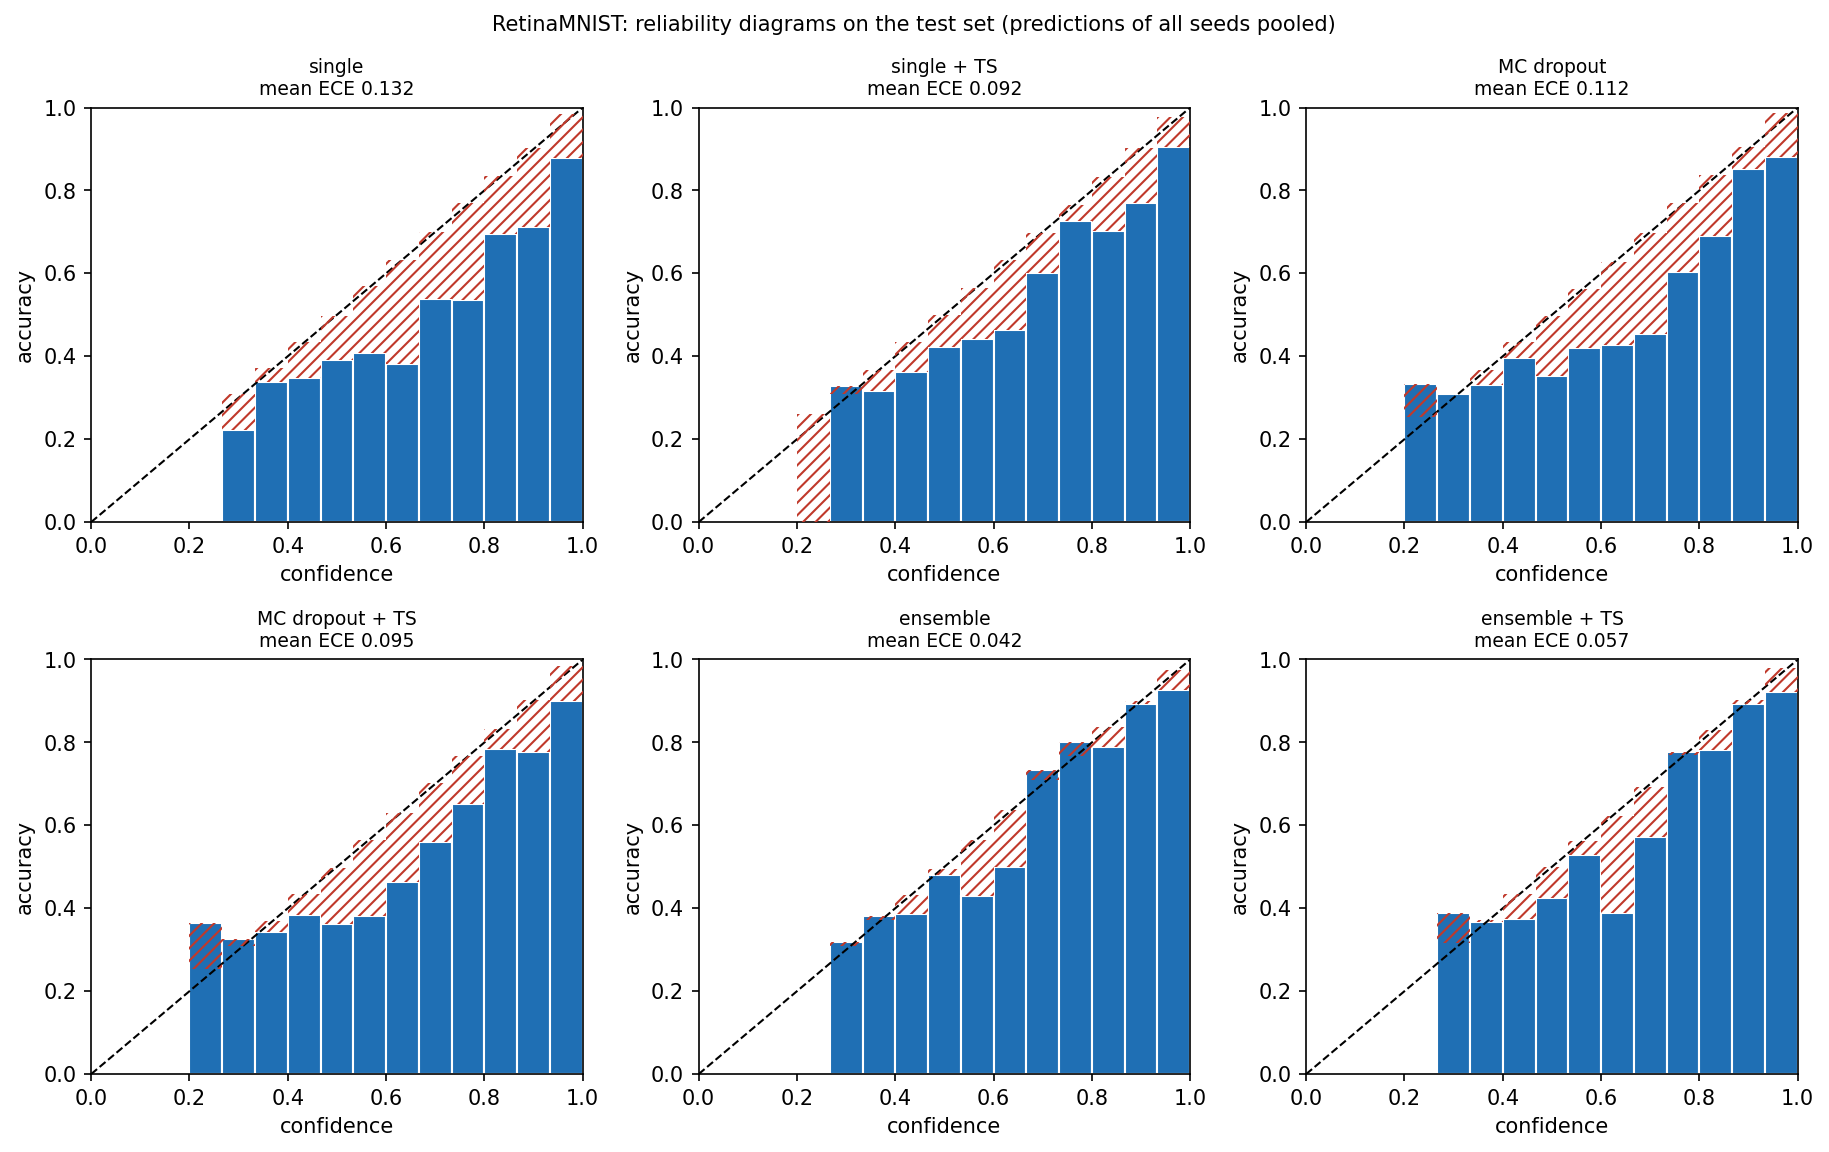 RetinaMNIST: reliability diagrams on the test set (predictions of all seeds pooled)
single
mean ECE 0.132
1.0
0.8
0.6
0.4
0.2
0.0
accuracy
0.0 0.2 0.4 0.6 0.8 1.0
confidence
single + TS
mean ECE 0.092
1.0
0.8
0.6
0.4
0.2
0.0
accuracy
0.0 0.2 0.4 0.6 0.8 1.0
confidence
MC dropout
mean ECE 0.112
1.0
0.8
0.6
0.4
0.2
0.0
accuracy
0.0 0.2 0.4 0.6 0.8 1.0
confidence
MC dropout + TS
mean ECE 0.095
1.0
0.8
0.6
0.4
0.2
0.0
accuracy
0.0 0.2 0.4 0.6 0.8 1.0
confidence
ensemble
mean ECE 0.042
1.0
0.8
0.6
0.4
0.2
0.0
accuracy
0.0 0.2 0.4 0.6 0.8 1.0
confidence
ensemble + TS
mean ECE 0.057
1.0
0.8
0.6
0.4
0.2
0.0
accuracy
0.0 0.2 0.4 0.6 0.8 1.0
confidence